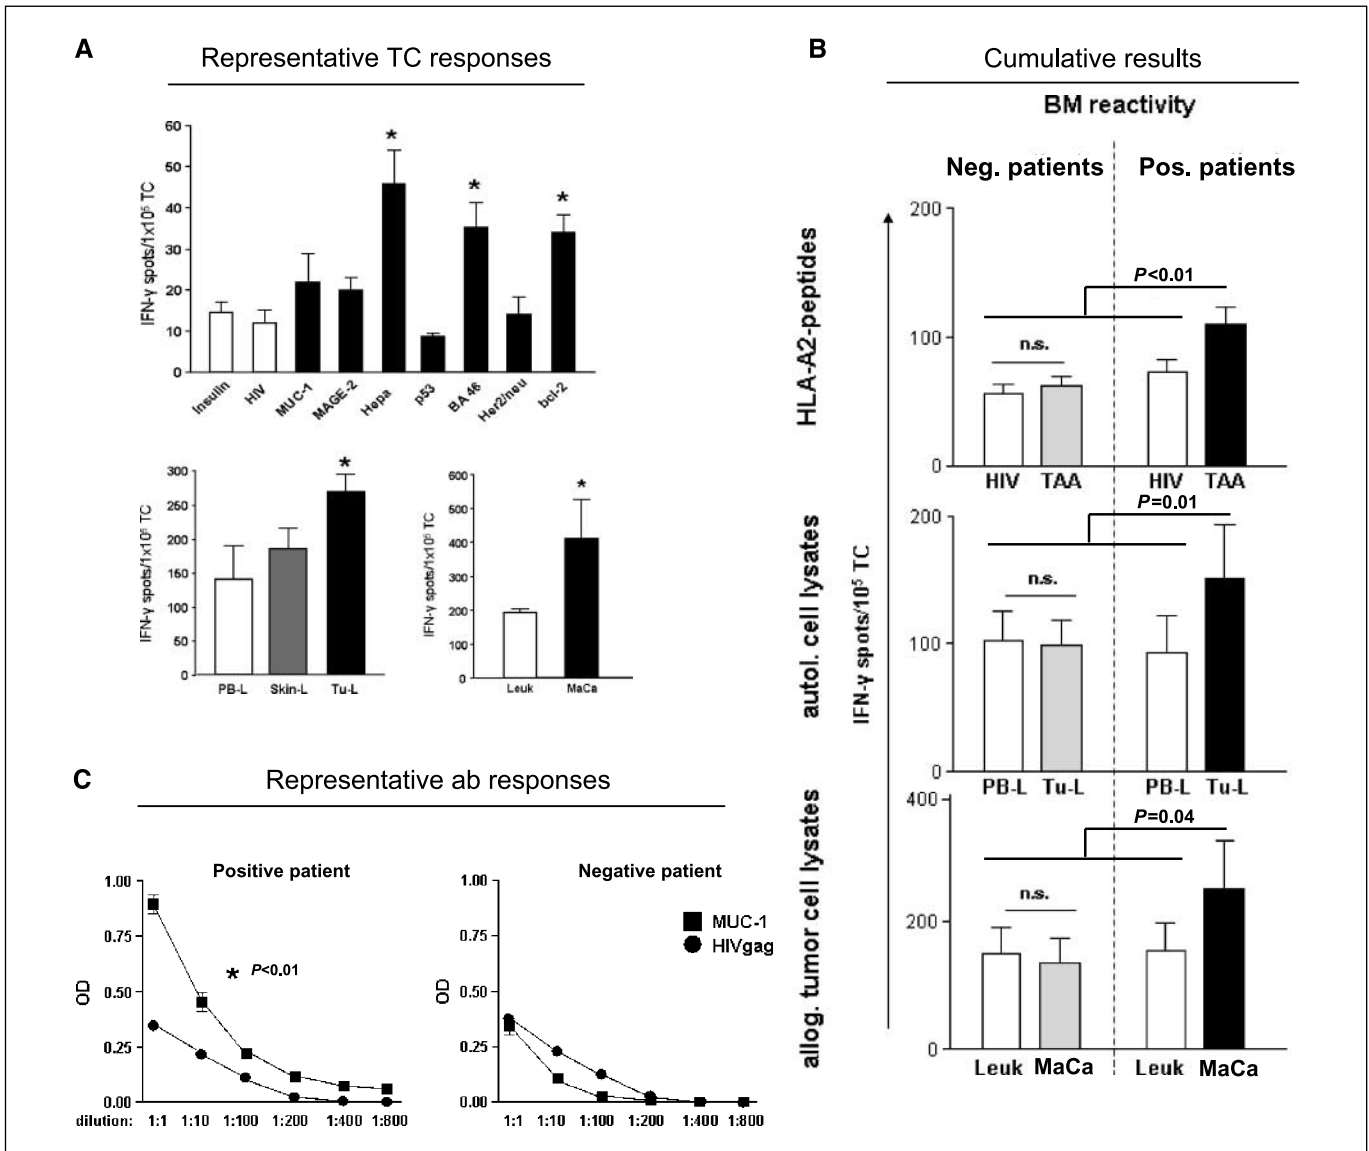 A
Representative TC responses
IFN-γ spots/1x10⁵ TC
60
50
40
30
20
10
0
*
*
*
Insulin
HIV
MUC-1
MAGE-2
Hepa
p53
BA 46
Her2/neu
bcl-2
IFN-γ spots/1x10⁵ TC
300
250
200
150
100
50
0
*
PB-L Skin-L Tu-L
IFN-γ spots/1x10⁵ TC
600
500
400
300
200
100
0
*
Leuk MaCa
B
Cumulative results
BM reactivity
Neg. patients Pos. patients
IFN-γ spots/10⁵ TC
HLA-A2-peptides
200
100
0
P<0.01
n.s.
HIV TAA HIV TAA
autol. cell lysates
200
100
0
P=0.01
n.s.
PB-L Tu-L PB-L Tu-L
allog. tumor cell lysates
400
200
0
P=0.04
n.s.
Leuk MaCa Leuk MaCa
C
Representative ab responses
Positive patient
OD
1.00
0.75
0.50
0.25
0.00
* P<0.01
dilution: 1:1 1:10 1:100 1:200 1:400 1:800
Negative patient
OD
1.00
0.75
0.50
0.25
0.00
MUC-1
HIVgag
1:1 1:10 1:100 1:200 1:400 1:800